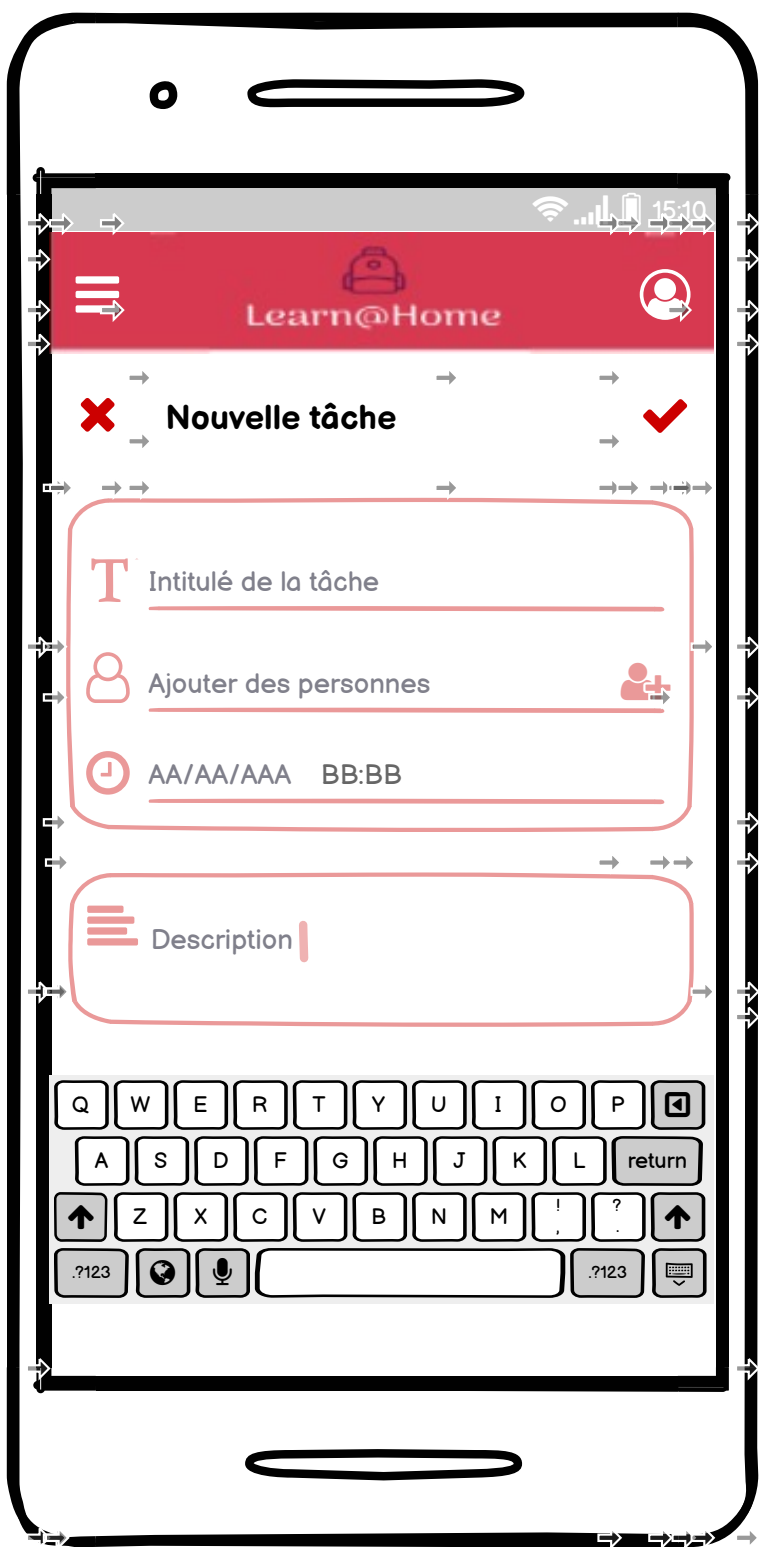 15:10
Learn@Home
Nouvelle tâche
T Intitulé de la tâche
Ajouter des personnes
AA/AA/AAA BB:BB
Description
Q W E R T Y U I O P
A S D F G H J K L return
Z X C V B N M ! , ? .
.?123 .?123